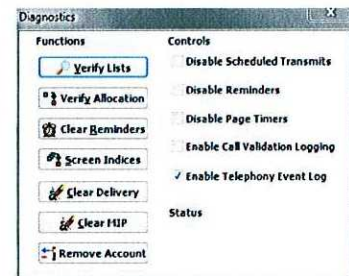 Diagnostics
Functions
Verify Lists
Verify Allocation
Clear Reminders
Screen Indices
Clear Delivery
Clear MIP
Remove Account
Controls
Disable Scheduled Transmits
Disable Reminders
Disable Page Timers
Enable Call Validation Logging
Enable Telephony Event Log
Status